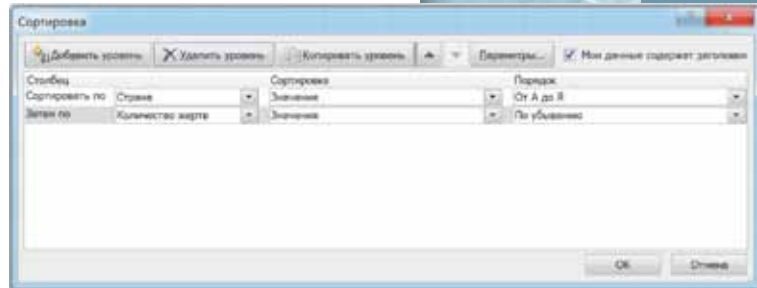 Сортировка
Добавить уровень Удалить уровень Копировать уровень Параметры... Мои данные содержат заголовки
Столбец Сортировка Порядок
Сортировать по Страна Значения От А до Я
Затем по Количество жертв Значения По убыванию
ОК Отмена